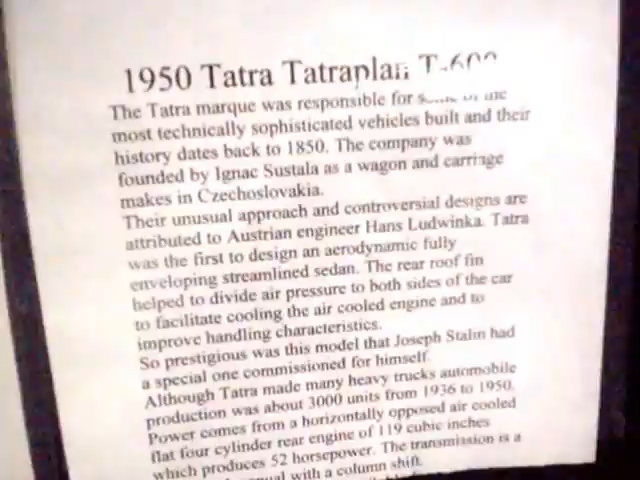 1950 Tatra Tatraplan T-600
The Tatra marque was responsible for some of the
most technically sophisticated vehicles built and their
history dates back to 1850. The company was
founded by Ignac Sustala as a wagon and carriage
makes in Czechoslovakia.
Their unusual approach and controversial designs are
attributed to Austrian engineer Hans Ludwinka. Tatra
was the first to design an aerodynamic fully
enveloping streamlined sedan. The rear roof fin
helped to divide air pressure to both sides of the car
to facilitate cooling the air cooled engine and to
improve handling characteristics.
So prestigious was this model that Joseph Stalin had
a special one commissioned for himself.
Although Tatra made many heavy trucks automobile
production was about 3000 units from 1936 to 1950.
Power comes from a horizontally opposed air cooled
flat four cylinder rear engine of 119 cubic inches
which produces 52 horsepower. The transmission is a
with a column shift.